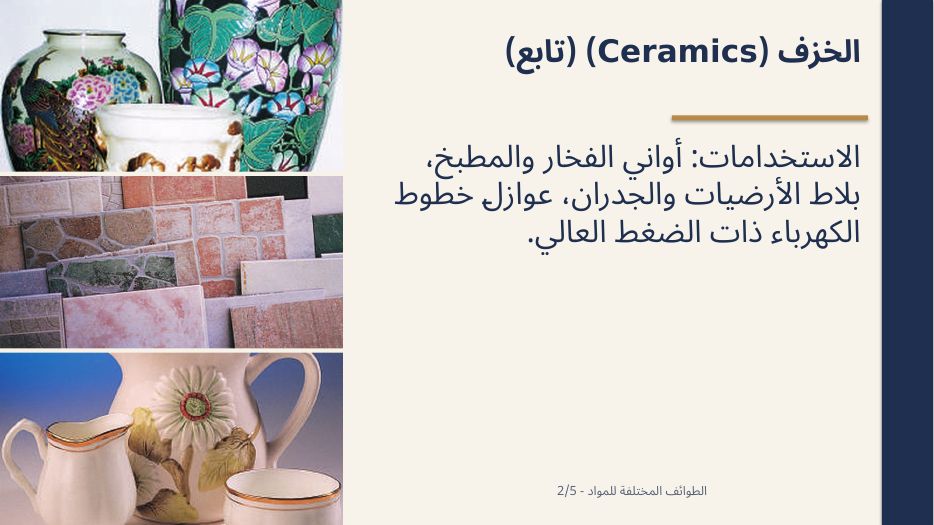 الخزف (Ceramics) (تابع)
الاستخدامات: أواني الفخار والمطبخ،
بلاط الأرضيات والجدران، عوازل خطوط
الكهرباء ذات الضغط العالي.
الطوائف المختلفة للمواد - 2/5